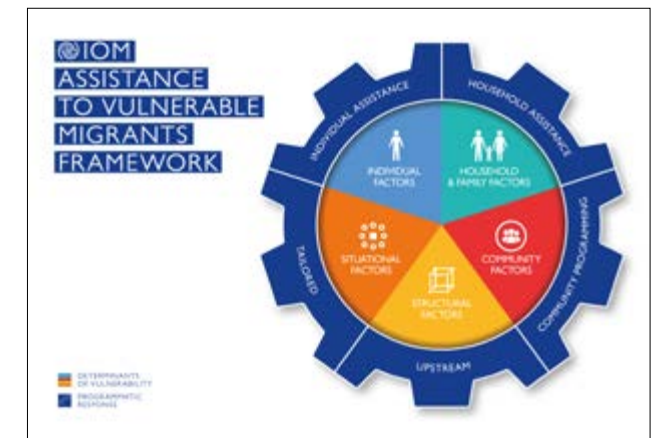 IOM
ASSISTANCE
TO VULNERABLE
MIGRANTS
FRAMEWORK
INDIVIDUAL ASSISTANCE
HOUSEHOLD ASSISTANCE
INDIVIDUAL
FACTORS
HOUSEHOLD
& FAMILY FACTORS
SITUATIONAL
FACTORS
COMMUNITY
FACTORS
STRUCTURAL
FACTORS
TAILORED
COMMUNITY PROGRAMMING
UPSTREAM
DETERMINANTS
OF VULNERABILITY
PROGRAMMATIC
RESPONSE